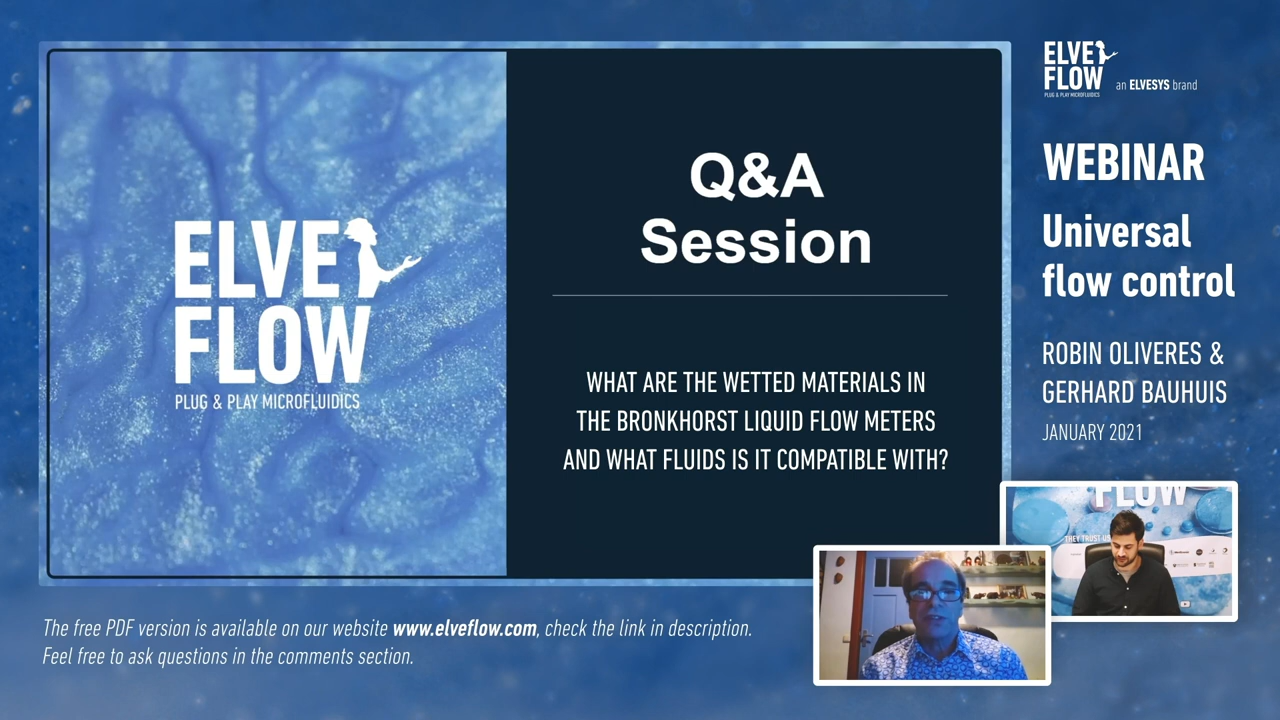 ELVE
FLOW
PLUG & PLAY MICROFLUIDICS
Q&A
Session
WHAT ARE THE WETTED MATERIALS IN
THE BRONKHORST LIQUID FLOW METERS
AND WHAT FLUIDS IS IT COMPATIBLE WITH?
ELVE
FLOW
PLUG & PLAY MICROFLUIDICS
an ELVESYS brand
WEBINAR
Universal
flow control
ROBIN OLIVERES &
GERHARD BAUHUIS
JANUARY 2021
FLOW
THEY TRUST US
The free PDF version is available on our website www.elveflow.com, check the link in description.
Feel free to ask questions in the comments section.